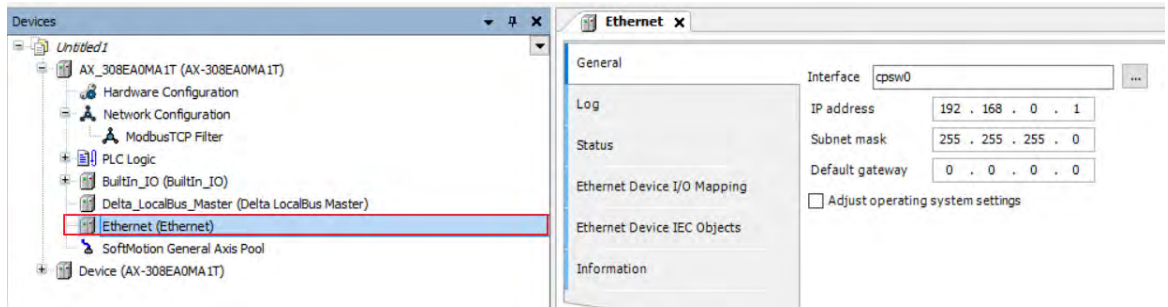 Devices
Untitled1
AX_308EA0MA1T (AX-308EA0MA1T)
Hardware Configuration
Network Configuration
ModbusTCP Filter
PLC Logic
BuiltIn_IO (BuiltIn_IO)
Delta_LocalBus_Master (Delta LocalBus Master)
Ethernet (Ethernet)
SoftMotion General Axis Pool
Device (AX-308EA0MA1T)
Ethernet
General
Log
Status
Ethernet Device I/O Mapping
Ethernet Device IEC Objects
Information
Interface cpsw0 ...
IP address 192 . 168 . 0 . 1
Subnet mask 255 . 255 . 255 . 0
Default gateway 0 . 0 . 0 . 0
Adjust operating system settings